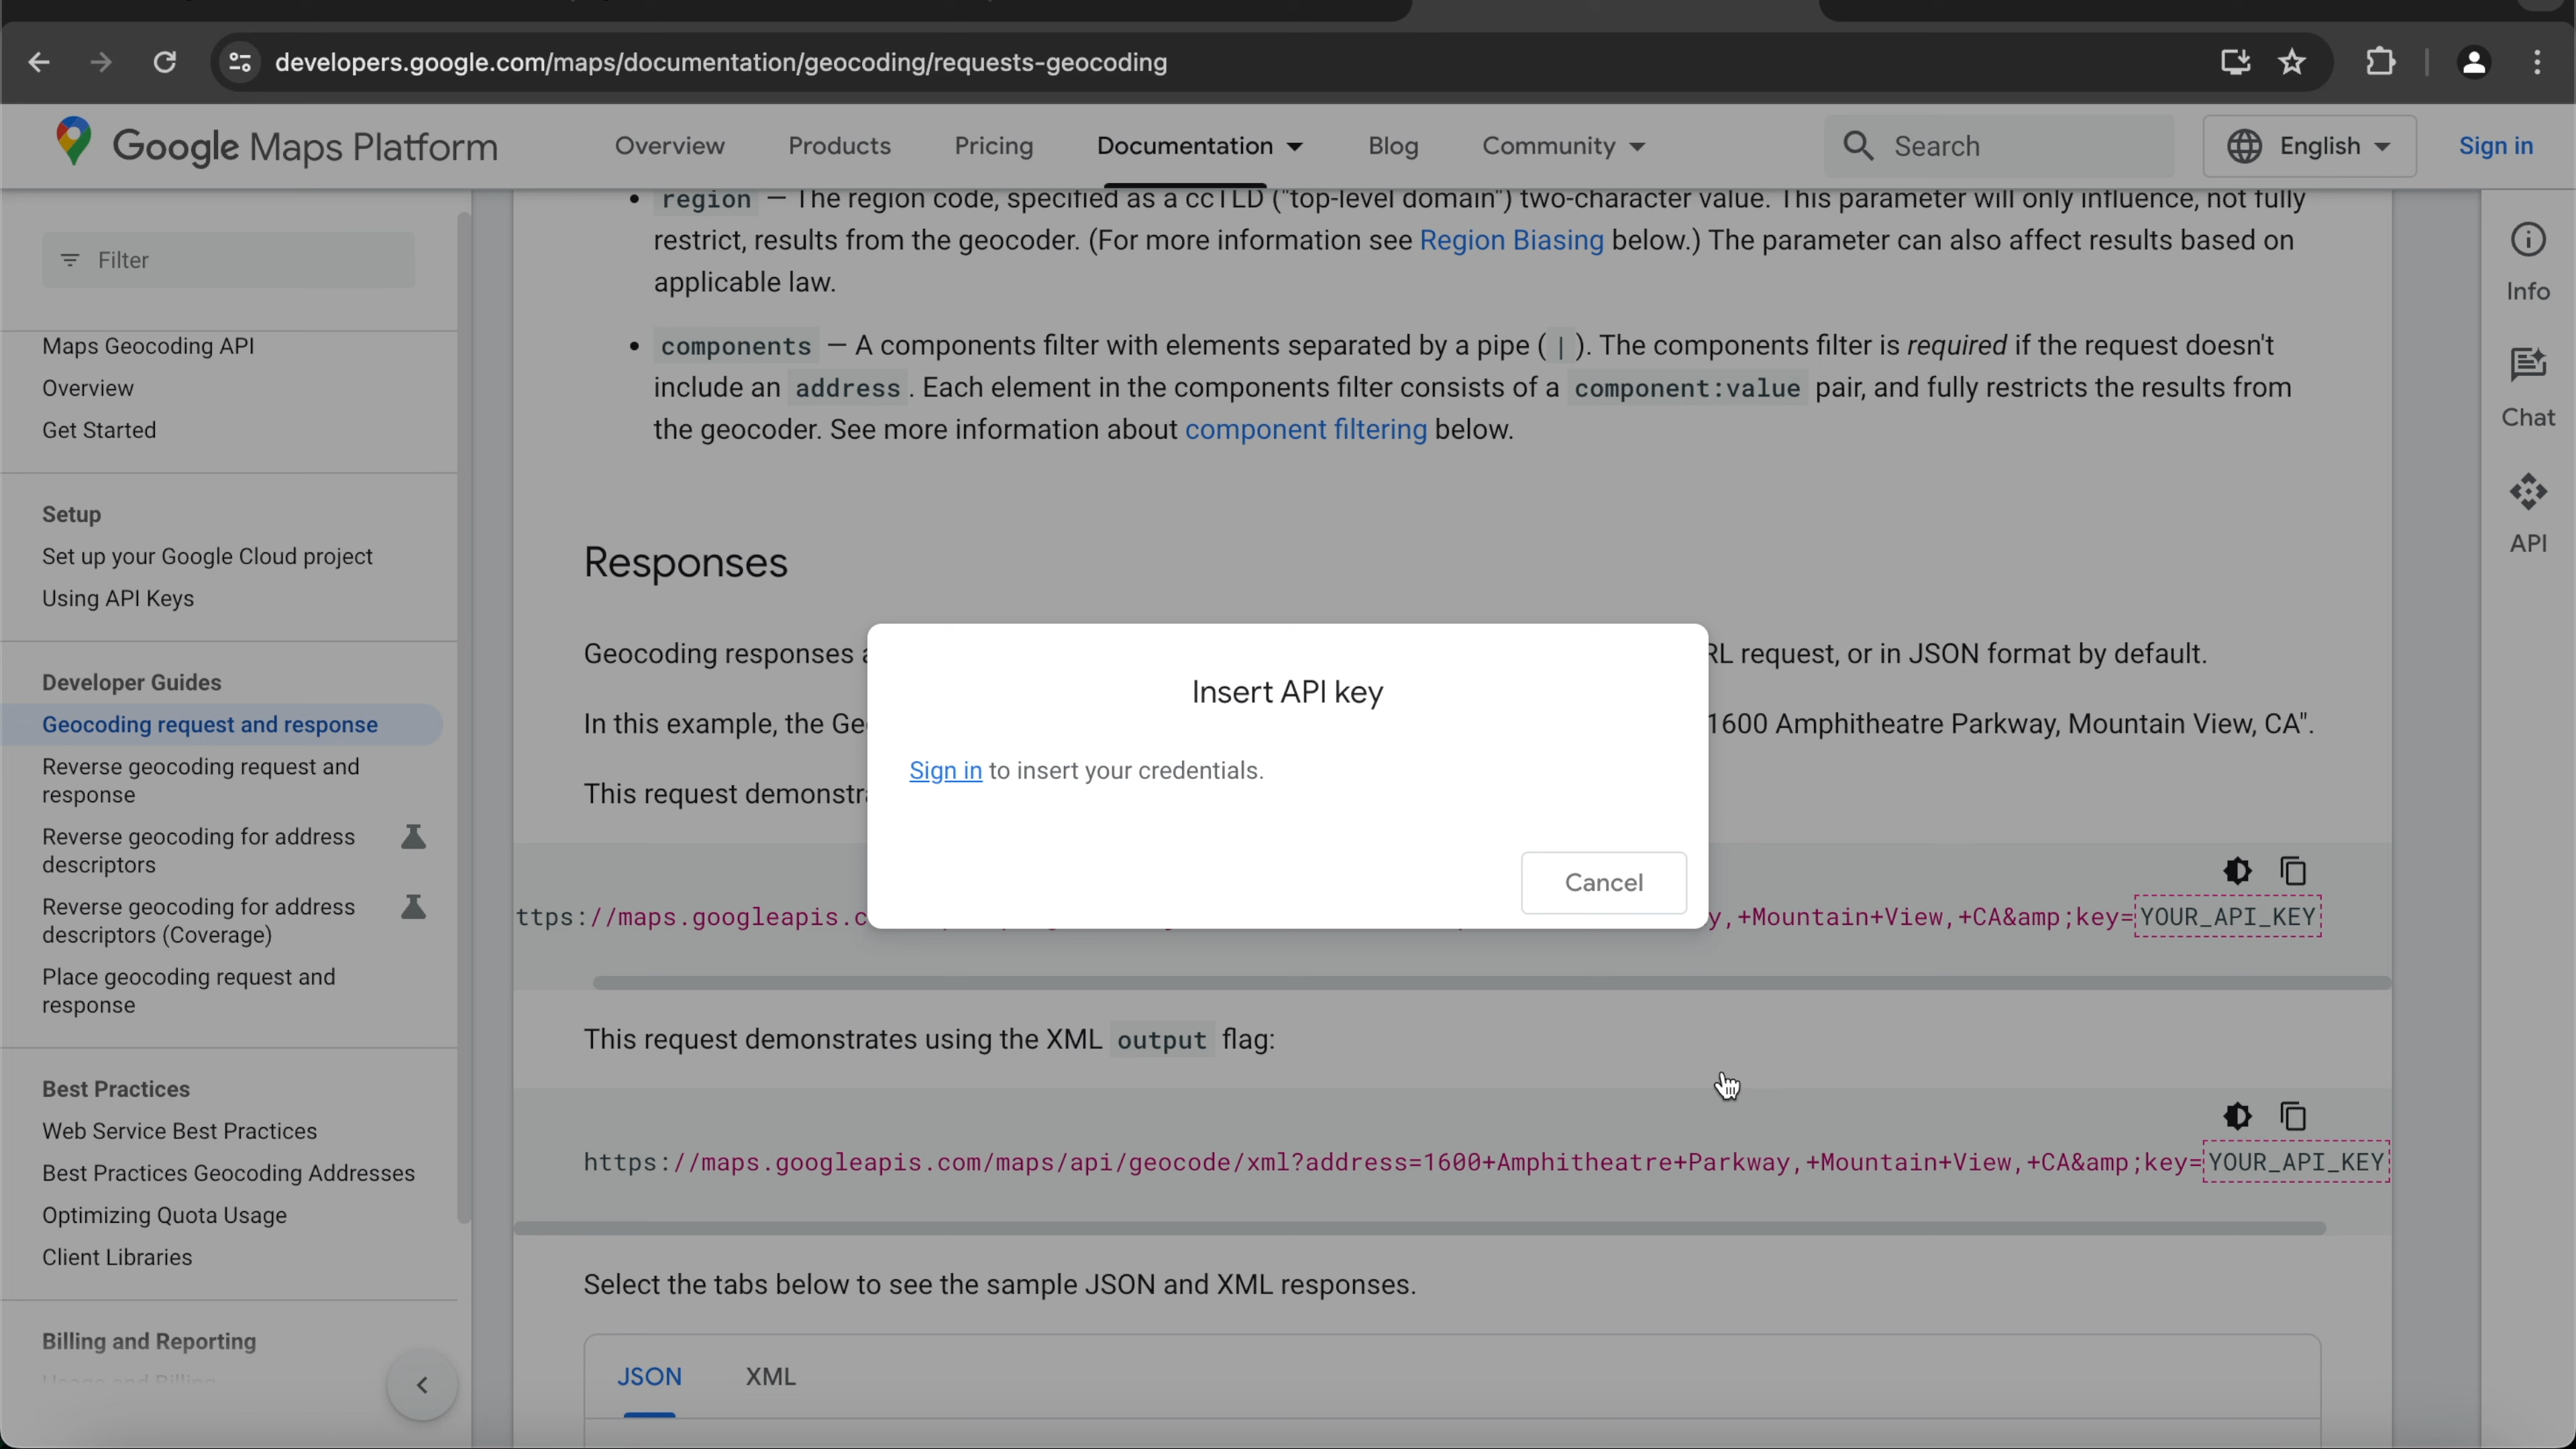 developers.google.com/maps/documentation/geocoding/requests-geocoding
Google Maps Platform
Overview
Products
Pricing
Documentation
Blog
Community
Search
English
Sign in
Filter
Maps Geocoding API
Overview
Get Started
Setup
Set up your Google Cloud project
Using API Keys
Developer Guides
Geocoding request and response
Reverse geocoding request and
response
Reverse geocoding for address
descriptors
Reverse geocoding for address
descriptors (Coverage)
Place geocoding request and
response
Best Practices
Web Service Best Practices
Best Practices Geocoding Addresses
Optimizing Quota Usage
Client Libraries
Billing and Reporting
Usage and Billing
• region — The region code, specified as a ccTLD ("top-level domain") two-character value. This parameter will only influence, not fully
restrict, results from the geocoder. (For more information see Region Biasing below.) The parameter can also affect results based on
applicable law.
• components — A components filter with elements separated by a pipe ( | ). The components filter is required if the request doesn't
include an address . Each element in the components filter consists of a component:value pair, and fully restricts the results from
the geocoder. See more information about component filtering below.
Responses
Geocoding responses
RL request, or in JSON format by default.
In this example, the Ge
1600 Amphitheatre Parkway, Mountain View, CA".
This request demonstr
ttps://maps.googleapis.c
y,+Mountain+View,+CA&amp;key=YOUR_API_KEY
Insert API key
Sign in to insert your credentials.
Cancel
This request demonstrates using the XML output flag:
https://maps.googleapis.com/maps/api/geocode/xml?address=1600+Amphitheatre+Parkway,+Mountain+View,+CA&amp;key=YOUR_API_KEY
Select the tabs below to see the sample JSON and XML responses.
JSON
XML
Info
Chat
API